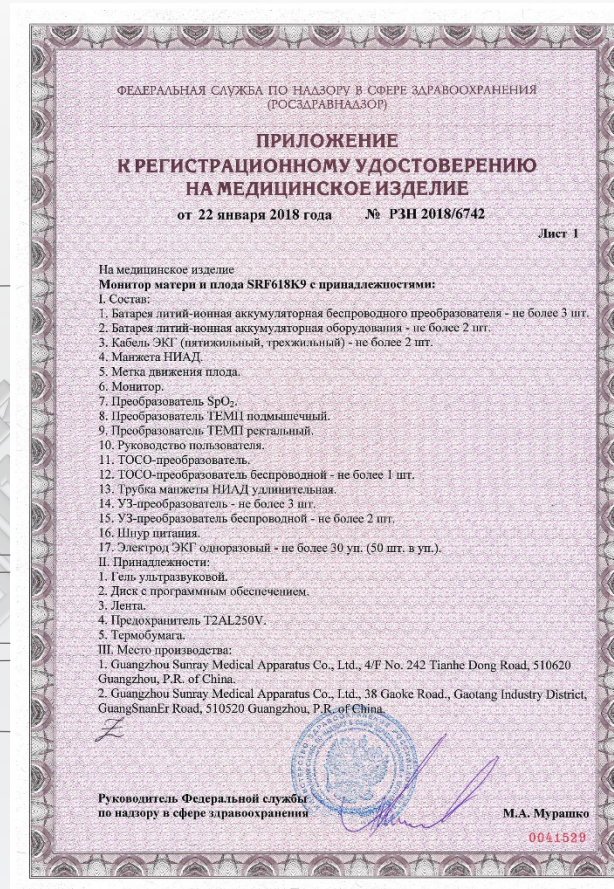 ФЕДЕРАЛЬНАЯ СЛУЖБА ПО НАДЗОРУ В СФЕРЕ ЗДРАВООХРАНЕНИЯ
(РОСЗДРАВНАДЗОР)
ПРИЛОЖЕНИЕ
К РЕГИСТРАЦИОННОМУ УДОСТОВЕРЕНИЮ
НА МЕДИЦИНСКОЕ ИЗДЕЛИЕ
от 22 января 2018 года № РЗН 2018/6742
Лист 1
На медицинское изделие
Монитор матери и плода SRF618K9 с принадлежностями:
I. Состав:
1. Батарея литий-ионная аккумуляторная беспроводного преобразователя - не более 3 шт.
2. Батарея литий-ионная аккумуляторная оборудования - не более 2 шт.
3. Кабель ЭКГ (пятижильный, трехжильный) - не более 2 шт.
4. Манжета НИАД.
5. Метка движения плода.
6. Монитор.
7. Преобразователь SpO₂.
8. Преобразователь ТЕМП подмышечный.
9. Преобразователь ТЕМП ректальный.
10. Руководство пользователя.
11. ТОСО-преобразователь.
12. ТОСО-преобразователь беспроводной - не более 1 шт.
13. Трубка манжеты НИАД удлинительная.
14. УЗ-преобразователь - не более 3 шт.
15. УЗ-преобразователь беспроводной - не более 2 шт.
16. Шнур питания.
17. Электрод ЭКГ одноразовый - не более 30 уп. (50 шт. в уп.).
II. Принадлежности:
1. Гель ультразвуковой.
2. Диск с программным обеспечением.
3. Лента.
4. Предохранитель T2AL250V.
5. Термобумага.
III. Место производства:
1. Guangzhou Sunray Medical Apparatus Co., Ltd., 4/F No. 242 Tianhe Dong Road, 510620
Guangzhou, P.R. of China.
2. Guangzhou Sunray Medical Apparatus Co., Ltd., 38 Gaoke Road., Gaotang Industry District,
GuangSnanEr Road, 510520 Guangzhou, P.R. of China.
Руководитель Федеральной службы
по надзору в сфере здравоохранения
М.А. Мурашко
0041529